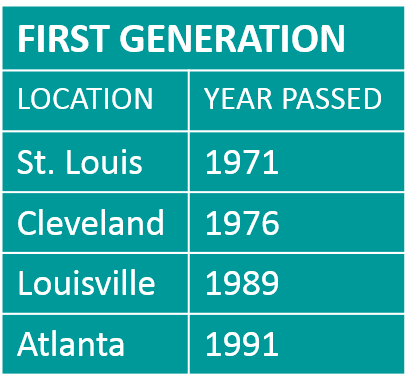 FIRST GENERATION
LOCATION YEAR PASSED
St. Louis 1971
Cleveland 1976
Louisville 1989
Atlanta 1991